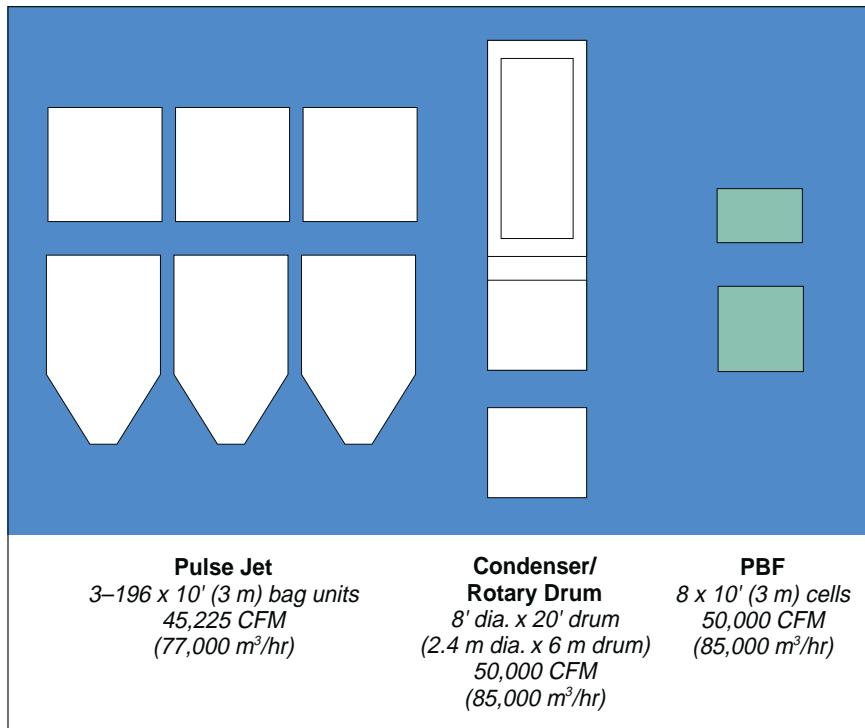 Pulse Jet
3–196 x 10' (3 m) bag units
45,225 CFM
(77,000 m³/hr)
Condenser/
Rotary Drum
8' dia. x 20' drum
(2.4 m dia. x 6 m drum)
50,000 CFM
(85,000 m³/hr)
PBF
8 x 10' (3 m) cells
50,000 CFM
(85,000 m³/hr)